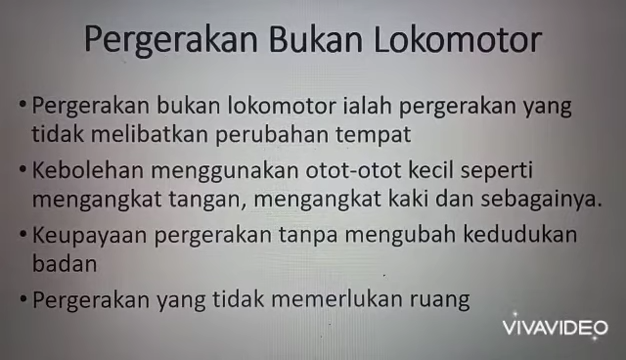 Pergerakan Bukan Lokomotor
• Pergerakan bukan lokomotor ialah pergerakan yang
tidak melibatkan perubahan tempat
• Kebolehan menggunakan otot-otot kecil seperti
mengangkat tangan, mengangkat kaki dan sebagainya.
• Keupayaan pergerakan tanpa mengubah kedudukan
badan
• Pergerakan yang tidak memerlukan ruang
VIVAVIDEO